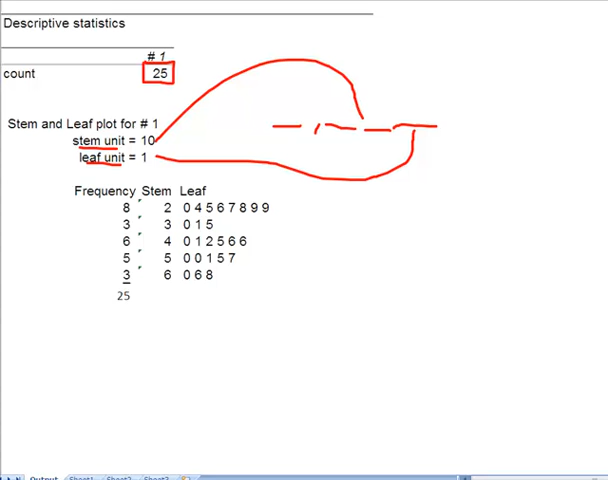 Descriptive statistics
# 1
count 25
Stem and Leaf plot for # 1
stem unit = 10
leaf unit = 1
Frequency Stem Leaf
8 2 0 4 5 6 7 8 9 9
3 3 0 1 5
6 4 0 1 2 5 6 6
5 5 0 0 1 5 7
3 6 0 6 8
25
Output Sheet1 Sheet2 Sheet3